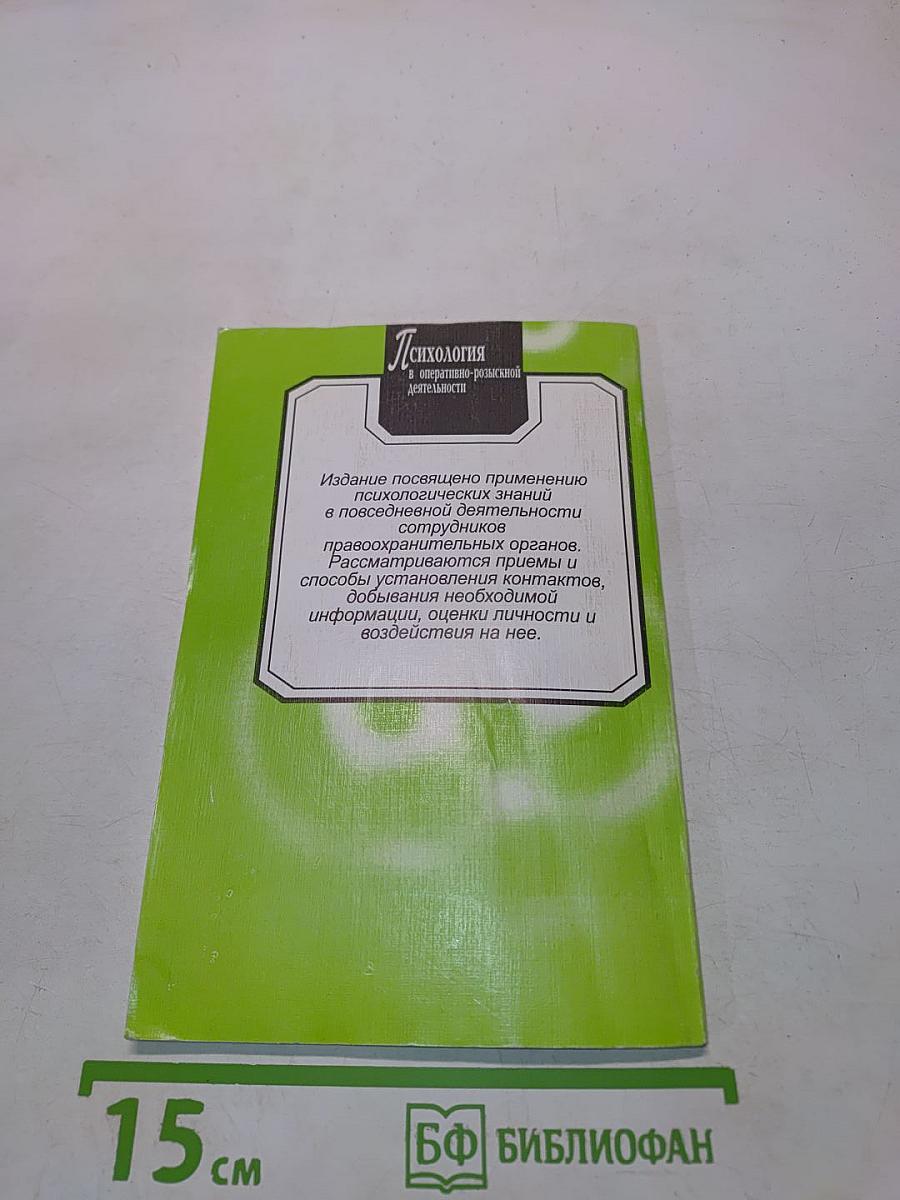 Психология
в оперативно-розыскной
деятельности
Издание посвящено применению
психологических знаний
в повседневной деятельности
сотрудников
правоохранительных органов.
Рассматриваются приемы и
способы установления контактов,
добывания необходимой
информации, оценки личности и
воздействия на нее.
15 см
БФ БИБЛИОФАН